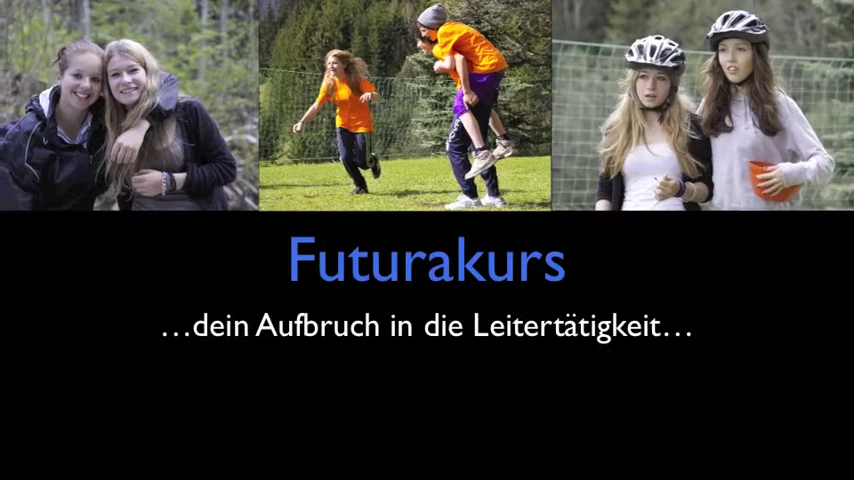 Futurakurs
…dein Aufbruch in die Leitertätigkeit…